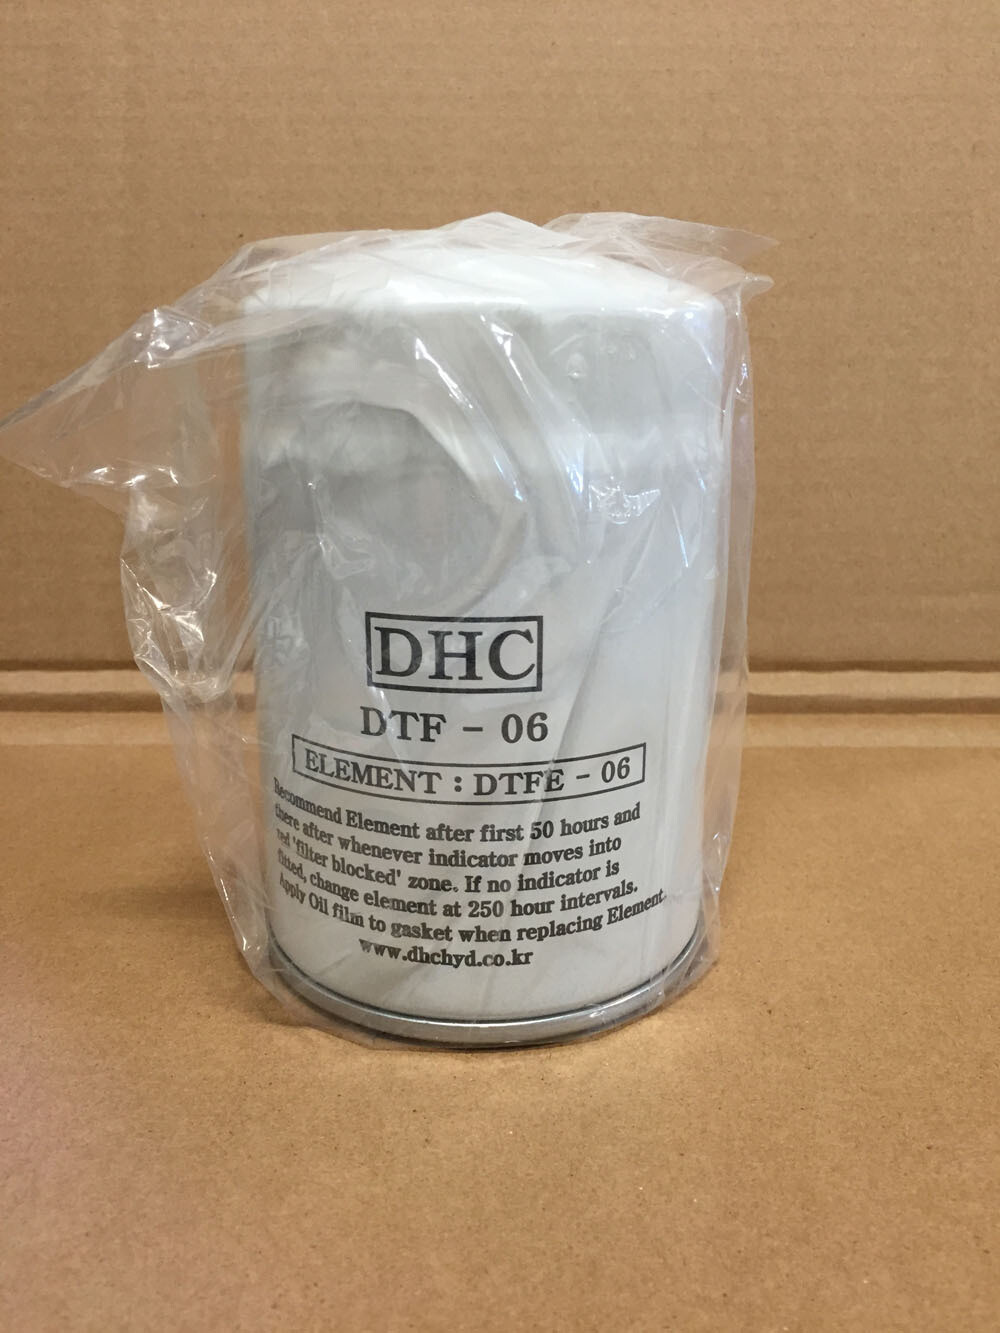 DHC
DTF - 06
ELEMENT : DTFE - 06
Recommend Element after first 50 hours and
there after whenever indicator moves into
red 'filter blocked' zone. If no indicator is
fitted, change element at 250 hour intervals.
Apply Oil film to gasket when replacing Element.
www.dhchyd.co.kr